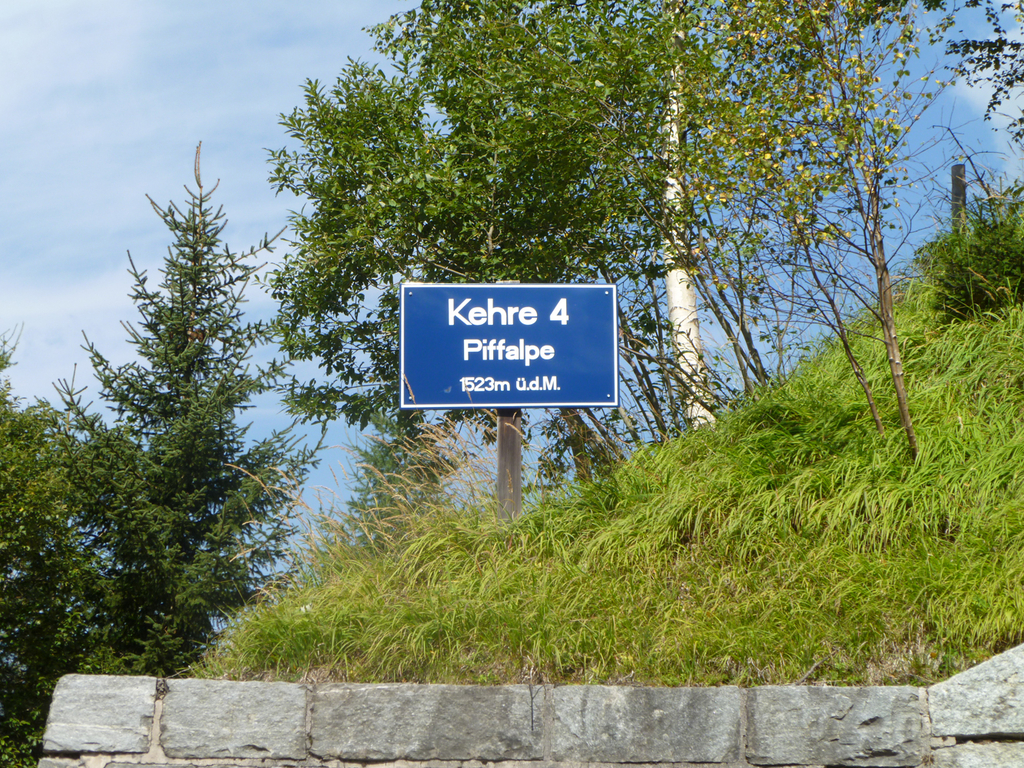 Kehre 4
Piffalpe
1523m ü.d.M.